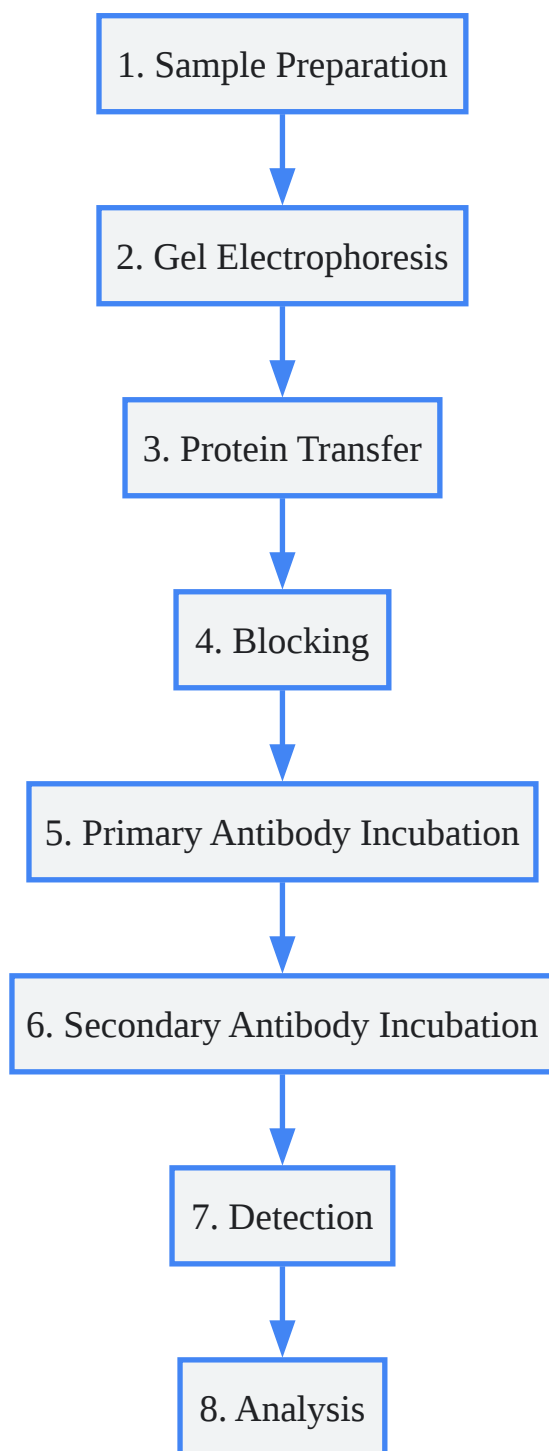 1. Sample Preparation
2. Gel Electrophoresis
3. Protein Transfer
4. Blocking
5. Primary Antibody Incubation
6. Secondary Antibody Incubation
7. Detection
8. Analysis